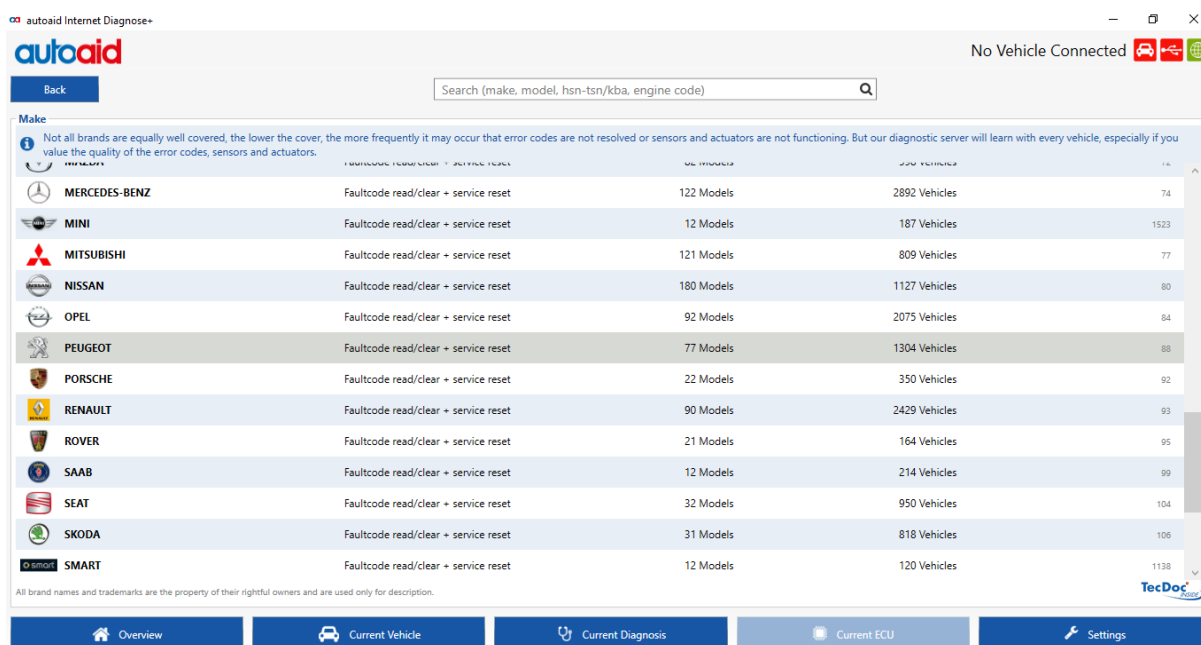 autoaid Internet Diagnose+
autoaid
No Vehicle Connected
Back
Search (make, model, hsn-tsn/kba, engine code)
Make
Not all brands are equally well covered, the lower the cover, the more frequently it may occur that error codes are not resolved or sensors and actuators are not functioning. But our diagnostic server will learn with every vehicle, especially if you
value the quality of the error codes, sensors and actuators.
MAZDA Faultcode read/clear + service reset 82 Models 72
MERCEDES-BENZ Faultcode read/clear + service reset 122 Models 2892 Vehicles 74
MINI Faultcode read/clear + service reset 12 Models 187 Vehicles 1523
MITSUBISHI Faultcode read/clear + service reset 121 Models 809 Vehicles 77
NISSAN Faultcode read/clear + service reset 180 Models 1127 Vehicles 80
OPEL Faultcode read/clear + service reset 92 Models 2075 Vehicles 84
PEUGEOT Faultcode read/clear + service reset 77 Models 1304 Vehicles 88
PORSCHE Faultcode read/clear + service reset 22 Models 350 Vehicles 92
RENAULT Faultcode read/clear + service reset 90 Models 2429 Vehicles 93
ROVER Faultcode read/clear + service reset 21 Models 164 Vehicles 95
SAAB Faultcode read/clear + service reset 12 Models 214 Vehicles 99
SEAT Faultcode read/clear + service reset 32 Models 950 Vehicles 104
SKODA Faultcode read/clear + service reset 31 Models 818 Vehicles 106
smart SMART Faultcode read/clear + service reset 12 Models 120 Vehicles 1138
All brand names and trademarks are the property of their rightful owners and are used only for description.
TecDoc INSIDE
Overview Current Vehicle Current Diagnosis Current ECU Settings